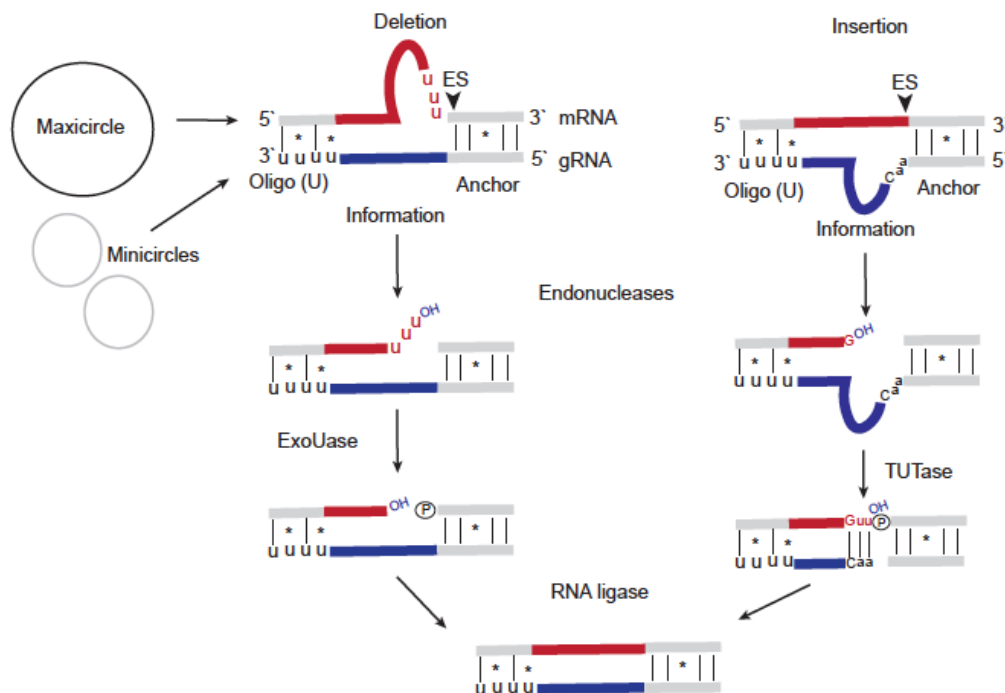 Deletion
Insertion
u
u
u
ES
ES
Maxicircle
5`
3` mRNA
5`
3
* *
*
* *
*
3` u u u u
5` gRNA
3` u u u u
C a a
5`
Oligo (U)
Anchor
Oligo (U)
Anchor
Information
Information
Minicircles
Endonucleases
u u u OH
G OH
* *
*
* *
*
u u u u
u u u u
C a a
ExoUase
TUTase
OH P
G u u OH P
* *
*
* *
*
u u u u
u u u u
C a a
RNA ligase
* *
*
u u u u